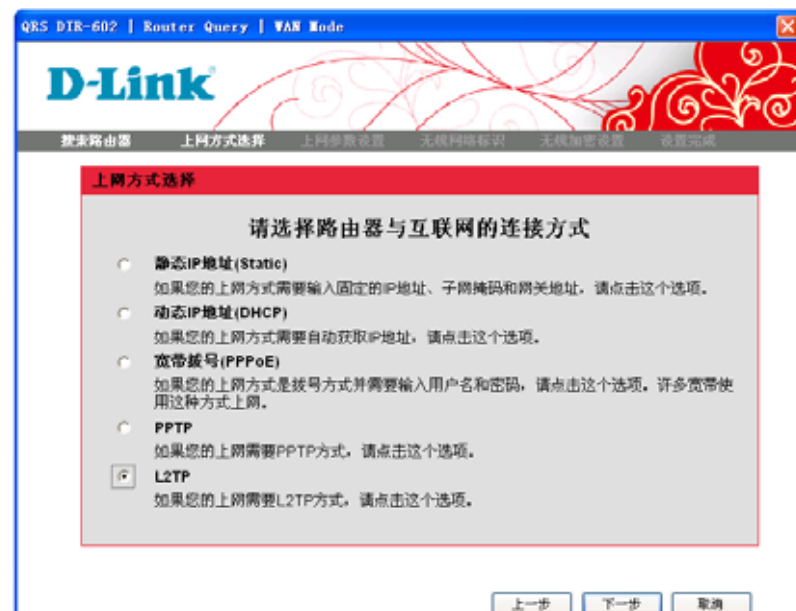 QRS DIR-602 | Router Query | WAN Mode
D-Link
搜索路由器 上网方式选择 上网参数设置 无线网络标识 无线加密设置 设置完成
上网方式选择
请选择路由器与互联网的连接方式
静态IP地址(Static)
如果您的上网方式需要输入固定的IP地址、子网掩码和网关地址，请点击这个选项。
动态IP地址(DHCP)
如果您的上网方式需要自动获取IP地址，请点击这个选项。
宽带拨号(PPPoE)
如果您的上网方式是拨号方式并需要输入用户名和密码，请点击这个选项。许多宽带使
用这种方式上网。
PPTP
如果您的上网需要PPTP方式，请点击这个选项。
L2TP
如果您的上网需要L2TP方式，请点击这个选项。
上一步 下一步 取消